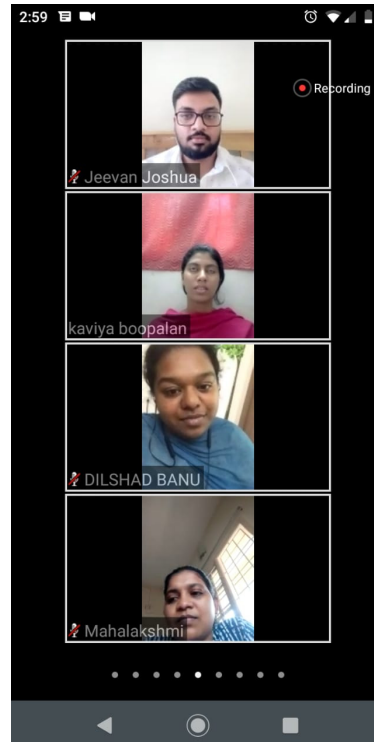 2:59
Recording
Jeevan Joshua
kaviya boopalan
DILSHAD BANU
Mahalakshmi